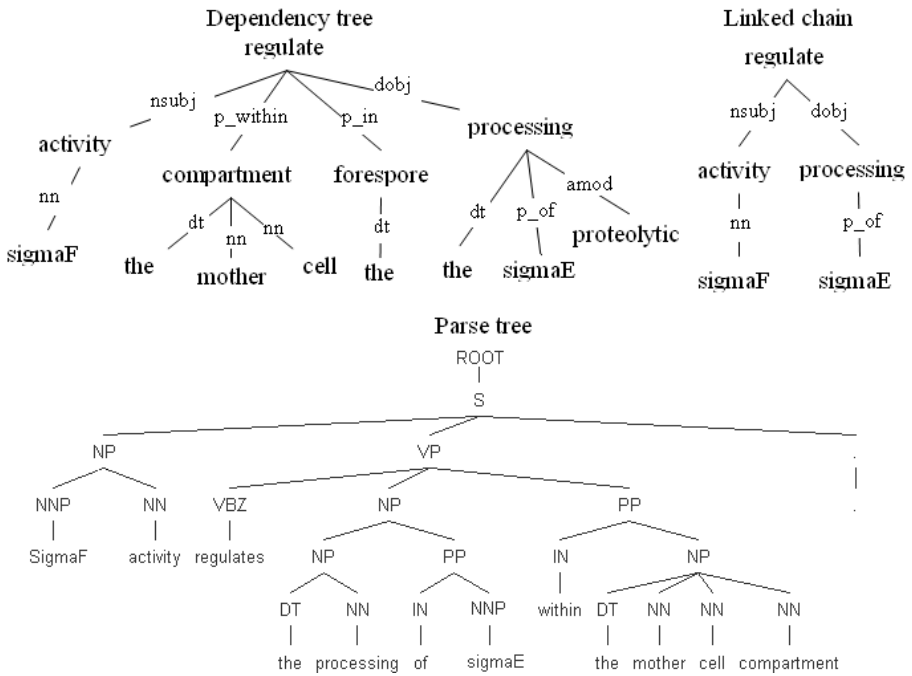 Dependency tree
regulate
nsubj p_within p_in dobj
activity compartment forespore processing
nn dt nn nn dt dt p_of amod
sigmaF the mother cell the the sigmaE proteolytic
Linked chain
regulate
nsubj dobj
activity processing
nn p_of
sigmaF sigmaE
Parse tree
ROOT
S
NP VP .
NNP NN VBZ NP PP .
SigmaF activity regulates NP PP IN NP
DT NN IN NNP within DT NN NN NN
the processing of sigmaE the mother cell compartment